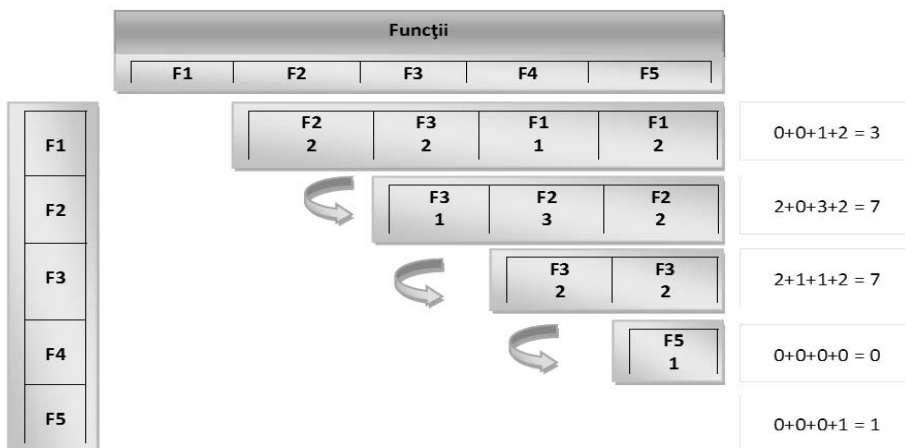 Funcţii
F1 F2 F3 F4 F5
F1
F2 F3 F1 F1
2 2 1 2
0+0+1+2 = 3
F2
F3 F2 F2
1 3 2
2+0+3+2 = 7
F3
F3 F3
2 2
2+1+1+2 = 7
F4
F5
1
0+0+0+0 = 0
F5
0+0+0+1 = 1